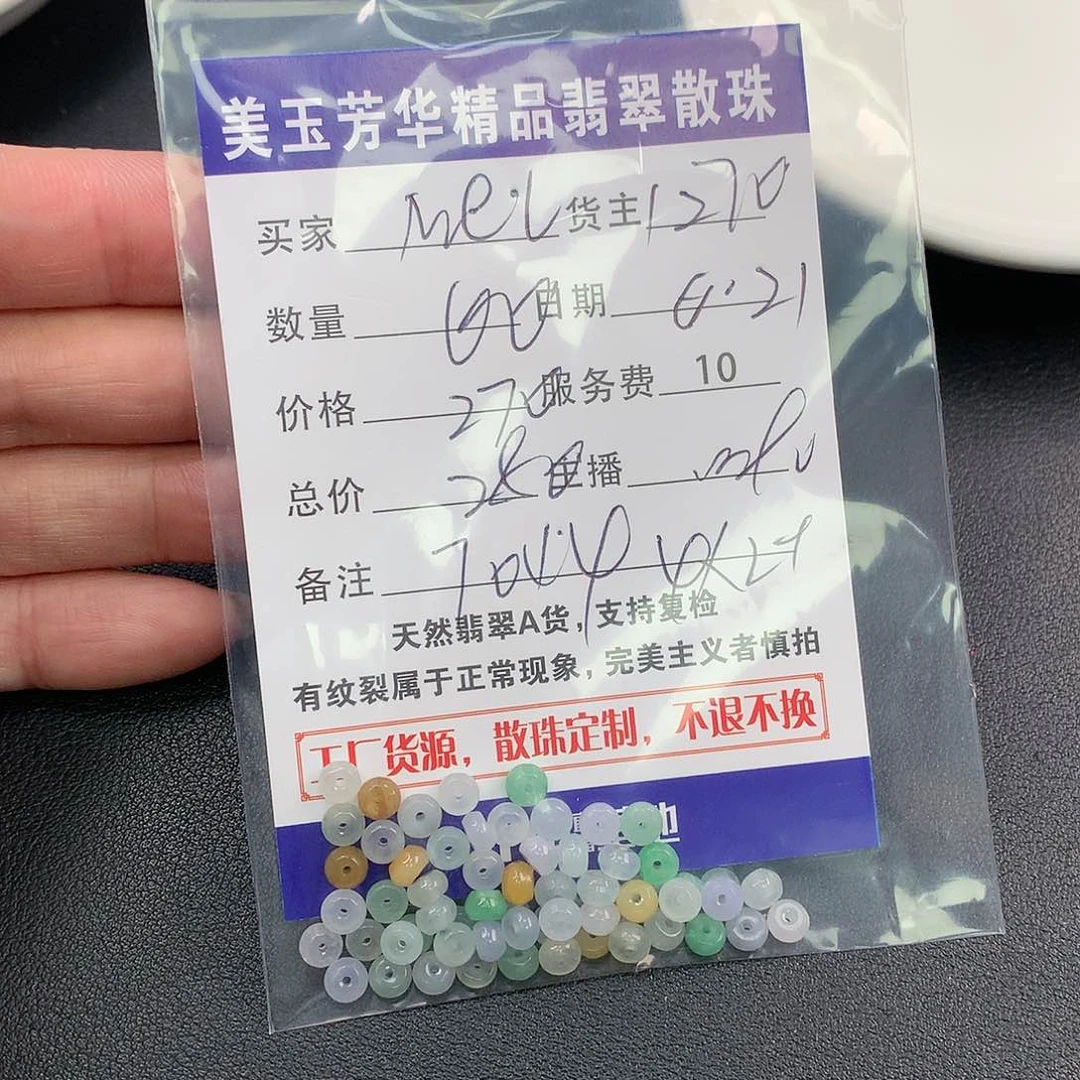 美玉芳华精品翡翠散珠
买家 货主 1270
数量 60 日期 6.21
价格 270 服务费 10
总价 280 主播
备注
天然翡翠A货，支持复检
有纹裂属于正常现象，完美主义者慎拍
工厂货源，散珠定制，不退不换